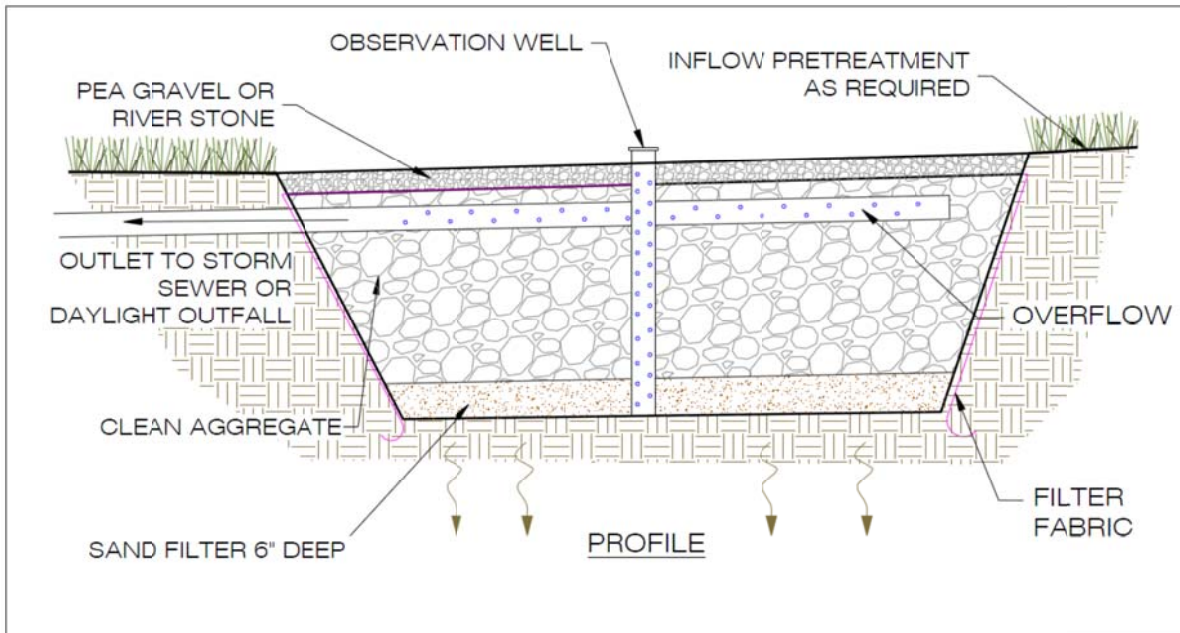 OBSERVATION WELL
INFLOW PRETREATMENT
AS REQUIRED
PEA GRAVEL OR
RIVER STONE
OUTLET TO STORM
SEWER OR
DAYLIGHT OUTFALL
OVERFLOW
CLEAN AGGREGATE
FILTER
FABRIC
SAND FILTER 6" DEEP
PROFILE